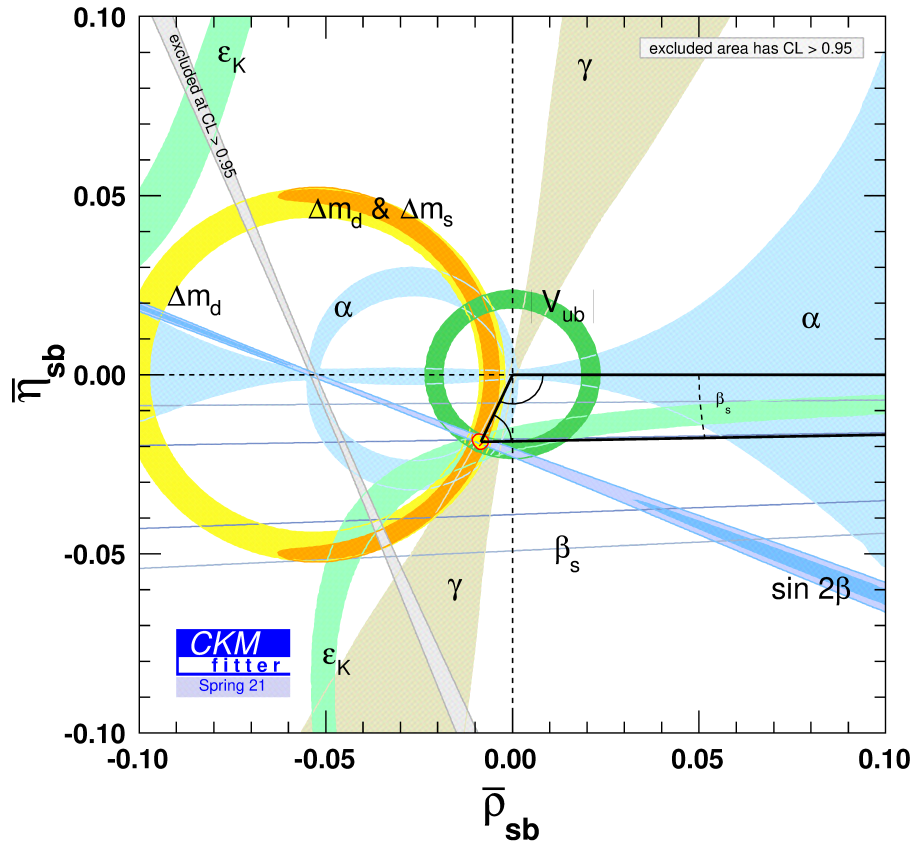 excluded area has CL > 0.95
ε_K
γ
excluded at CL > 0.95
Δm_d & Δm_s
Δm_d
α
V_ub
α
β_s
β_s
γ
sin 2β
ε_K
CKM
fitter
Spring 21
0.10
0.05
0.00
-0.05
-0.10
-0.10
-0.05
0.00
0.05
0.10
η̅_sb
ρ̅_sb